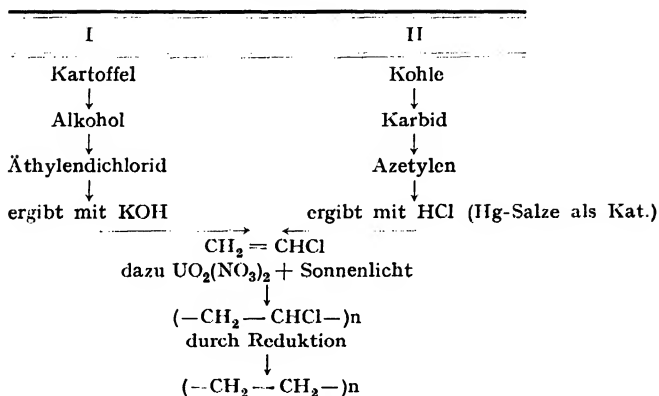 I II
Kartoffel Kohle
↓ ↓
Alkohol Karbid
↓ ↓
Äthylendichlorid Azetylen
↓ ↓
ergibt mit KOH ergibt mit HCl (Hg-Salze als Kat.)
→ ←
CH₂ = CHCl
dazu UO₂(NO₃)₂ + Sonnenlicht
↓
(—CH₂ — CHCl—)n
durch Reduktion
↓
(—CH₂ — CH₂—)n